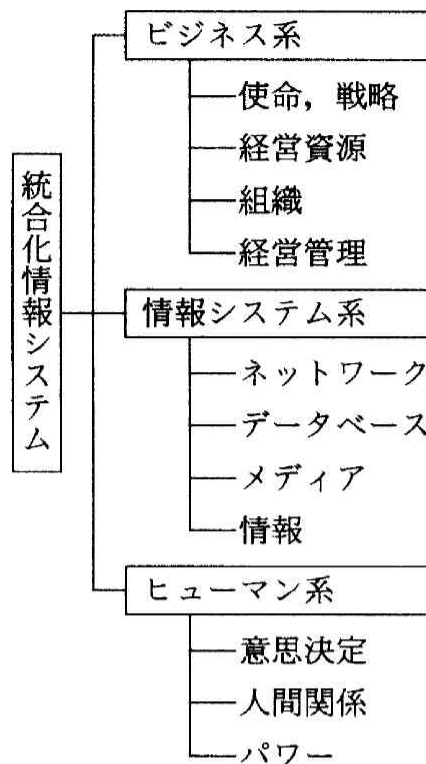 統合化情報システム
ビジネス系
使命，戦略
経営資源
組織
経営管理
情報システム系
ネットワーク
データベース
メディア
情報
ヒューマン系
意思決定
人間関係
パワー